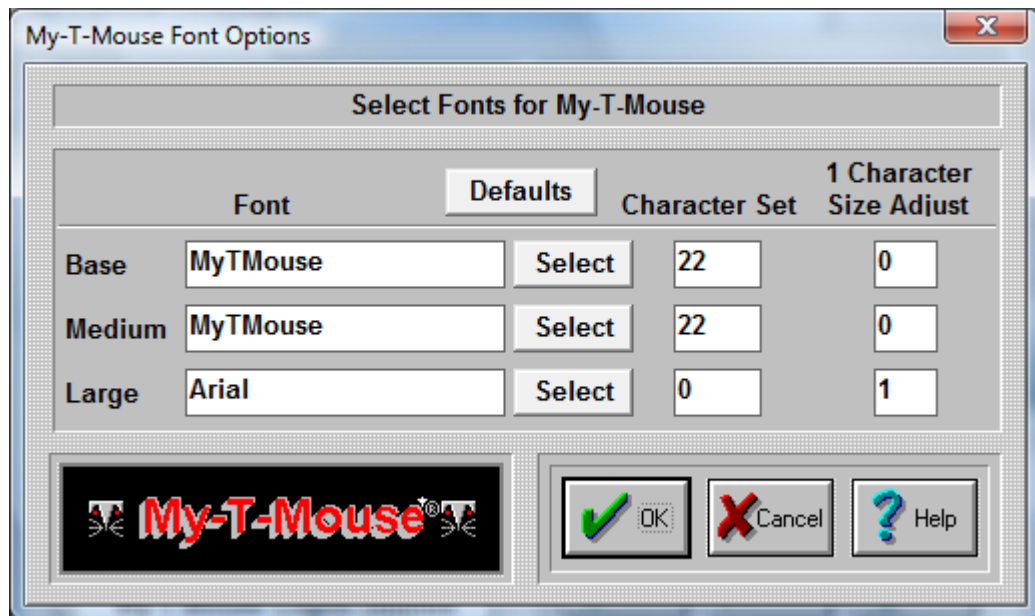 My-T-Mouse Font Options
Select Fonts for My-T-Mouse
Font Defaults Character Set 1 Character Size Adjust
Base MyTMouse Select 22 0
Medium MyTMouse Select 22 0
Large Arial Select 0 1
My-T-Mouse® OK Cancel Help